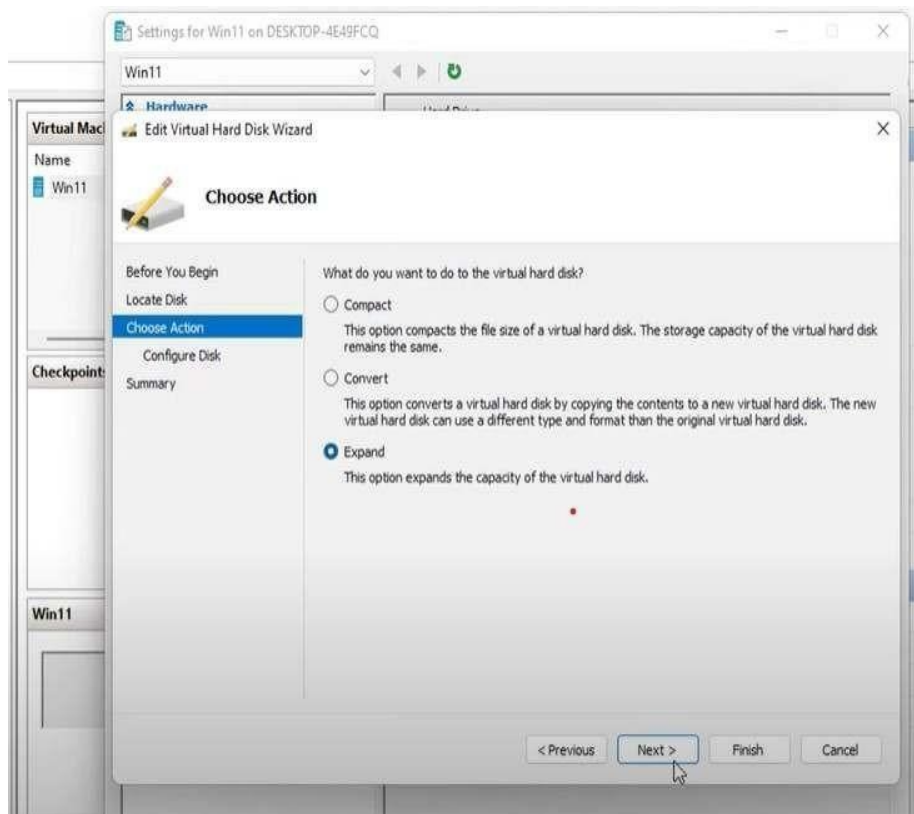 Settings for Win11 on DESKTOP-4E49FCQ
Win11
Hardware
Hard Drive
Virtual Mac
Name
Win11
Checkpoints
Win11
Edit Virtual Hard Disk Wizard
Choose Action
Before You Begin
Locate Disk
Choose Action
Configure Disk
Summary
What do you want to do to the virtual hard disk?
Compact
This option compacts the file size of a virtual hard disk. The storage capacity of the virtual hard disk
remains the same.
Convert
This option converts a virtual hard disk by copying the contents to a new virtual hard disk. The new
virtual hard disk can use a different type and format than the original virtual hard disk.
Expand
This option expands the capacity of the virtual hard disk.
< Previous
Next >
Finish
Cancel